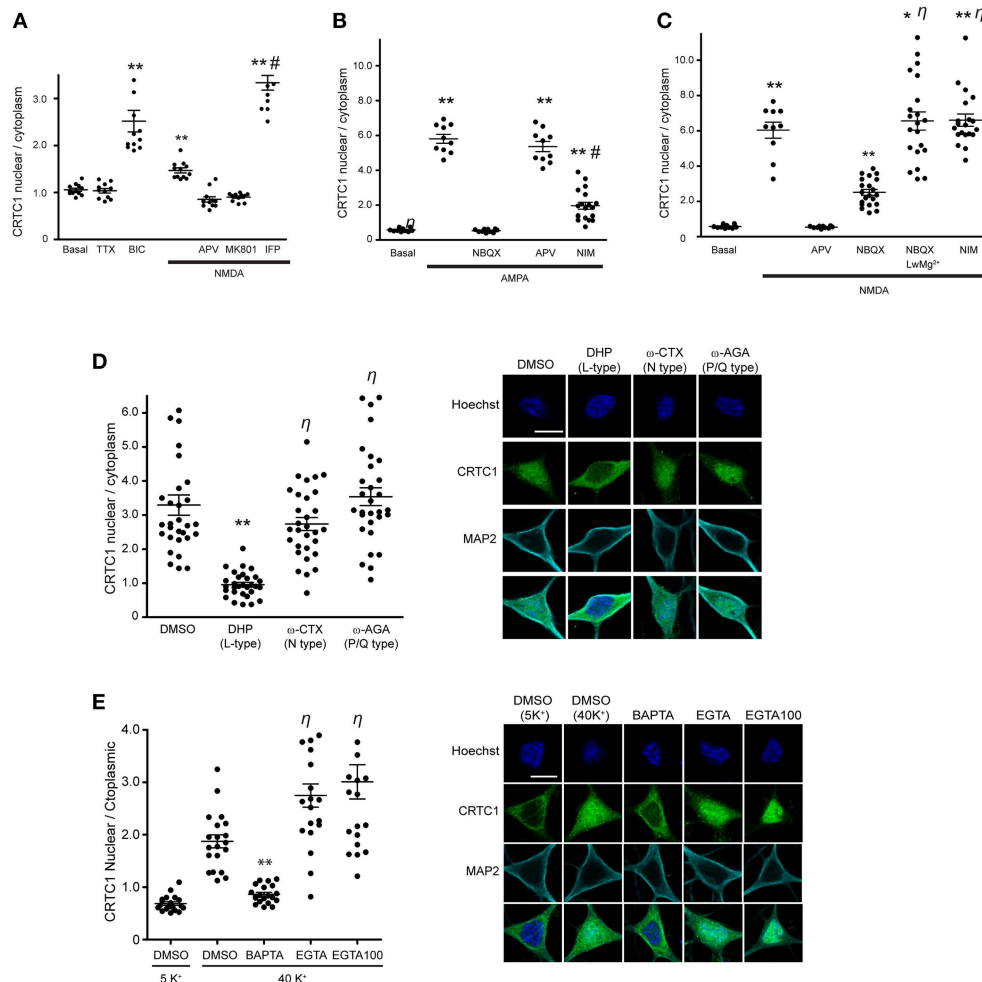 A
CRTC1 nuclear / cytoplasm
3.0
2.0
1.0
0
**
**
** #
Basal TTX BIC APV MK801 IFP
NMDA
B
CRTC1 nuclear / cytoplasm
10.0
8.0
6.0
4.0
2.0
0
η
**
**
** #
Basal NBQX APV NIM
AMPA
C
CRTC1 nuclear / cytoplasm
10.0
8.0
6.0
4.0
2.0
0
**
**
* η
** η
Basal APV NBQX NBQX NIM
LwMg²⁺
NMDA
D
CRTC1 nuclear / cytoplasm
6.0
5.0
4.0
3.0
2.0
1.0
0
**
η
η
DMSO DHP ω-CTX ω-AGA
(L-type) (N type) (P/Q type)
DMSO DHP ω-CTX ω-AGA
(L-type) (N type) (P/Q type)
Hoechst
CRTC1
MAP2
E
CRTC1 Nuclear / Ctoplasmic
4.0
3.0
2.0
1.0
0
**
η
η
DMSO DMSO BAPTA EGTA EGTA100
5 K⁺ 40 K⁺
DMSO DMSO BAPTA EGTA EGTA100
(5K⁺) (40K⁺)
Hoechst
CRTC1
MAP2